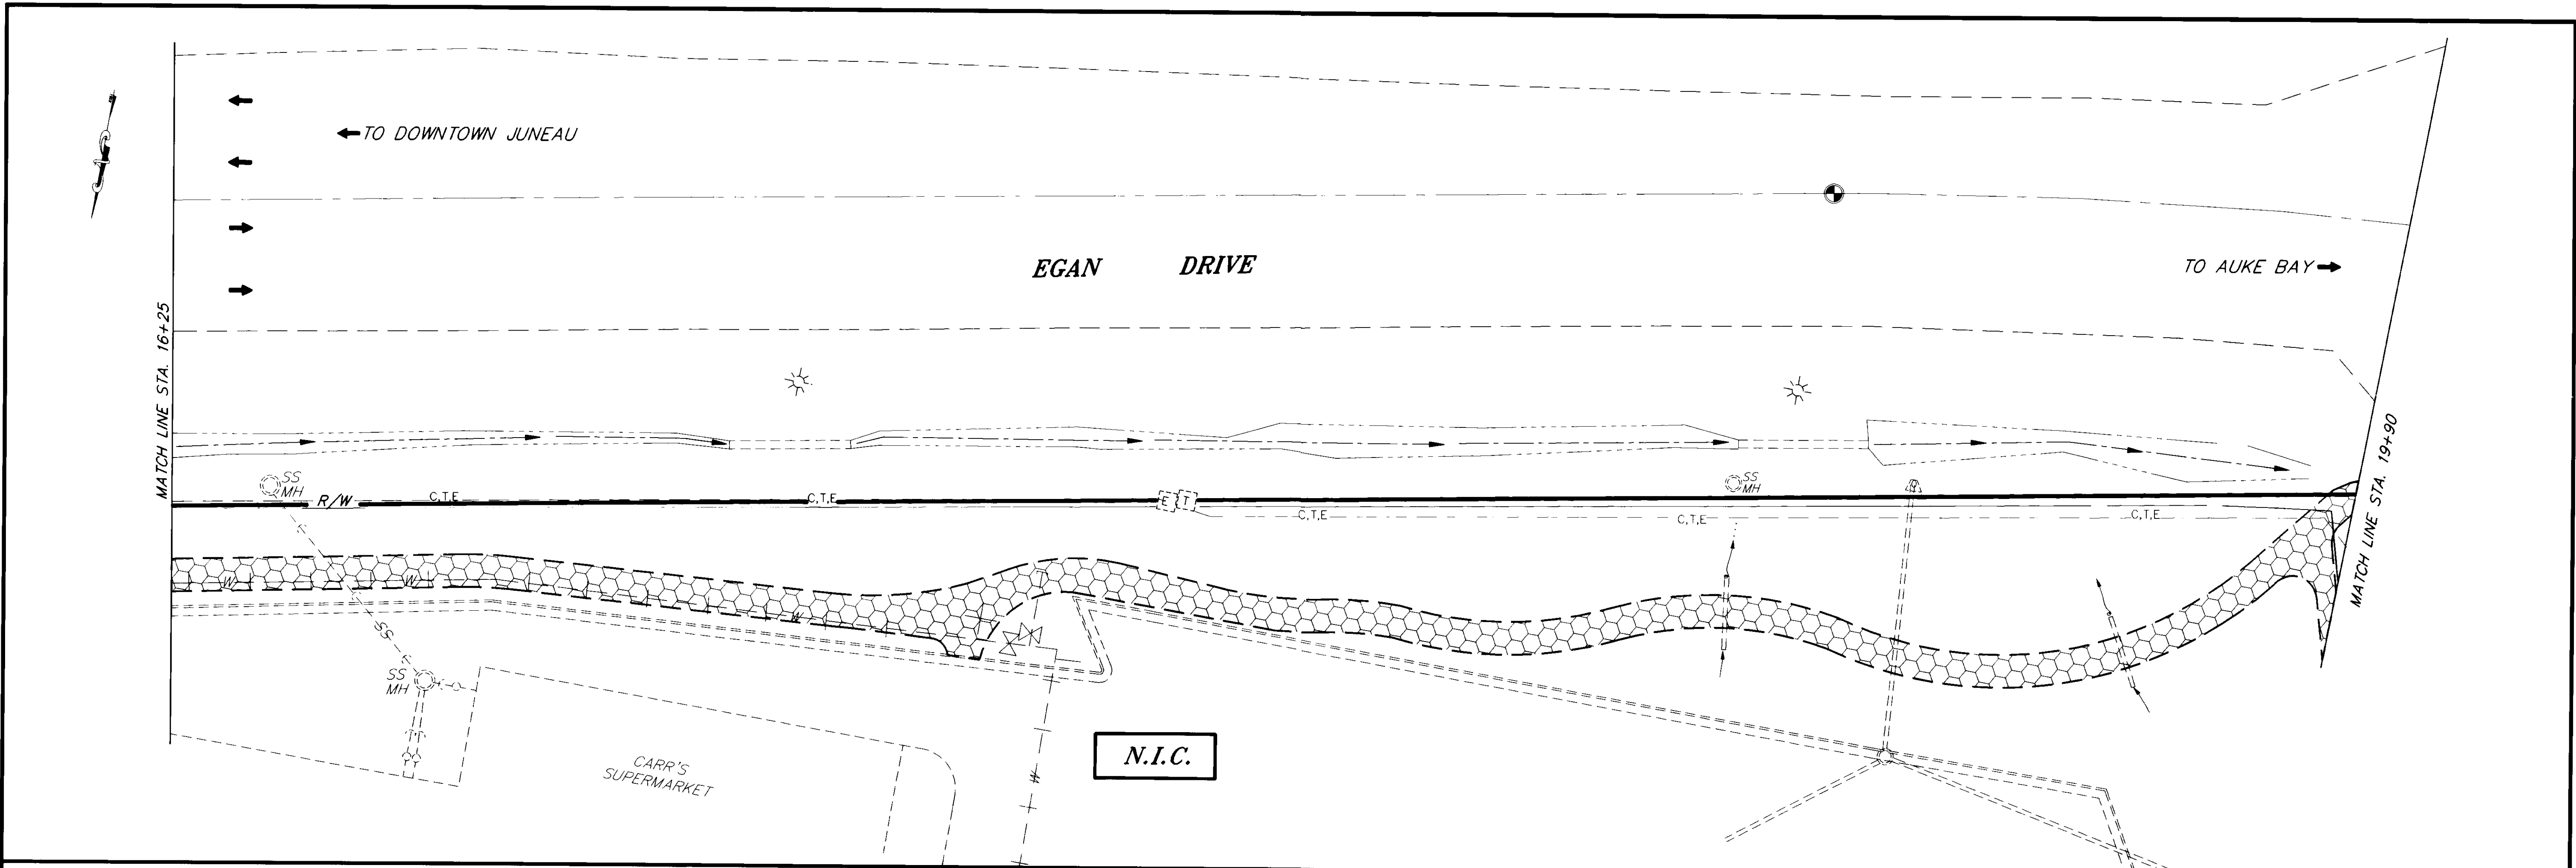 TO DOWNTOWN JUNEAU
EGAN DRIVE
TO AUKE BAY
MATCH LINE STA. 16+25
MATCH LINE STA. 19+90
SS
MH
R/W
C,T,E
C,T,E
E T
C,T,E
SS
MH
C,T,E
C,T,E
W
W
W
SS
SS
MH
CARR'S
SUPERMARKET
W
N.I.C.